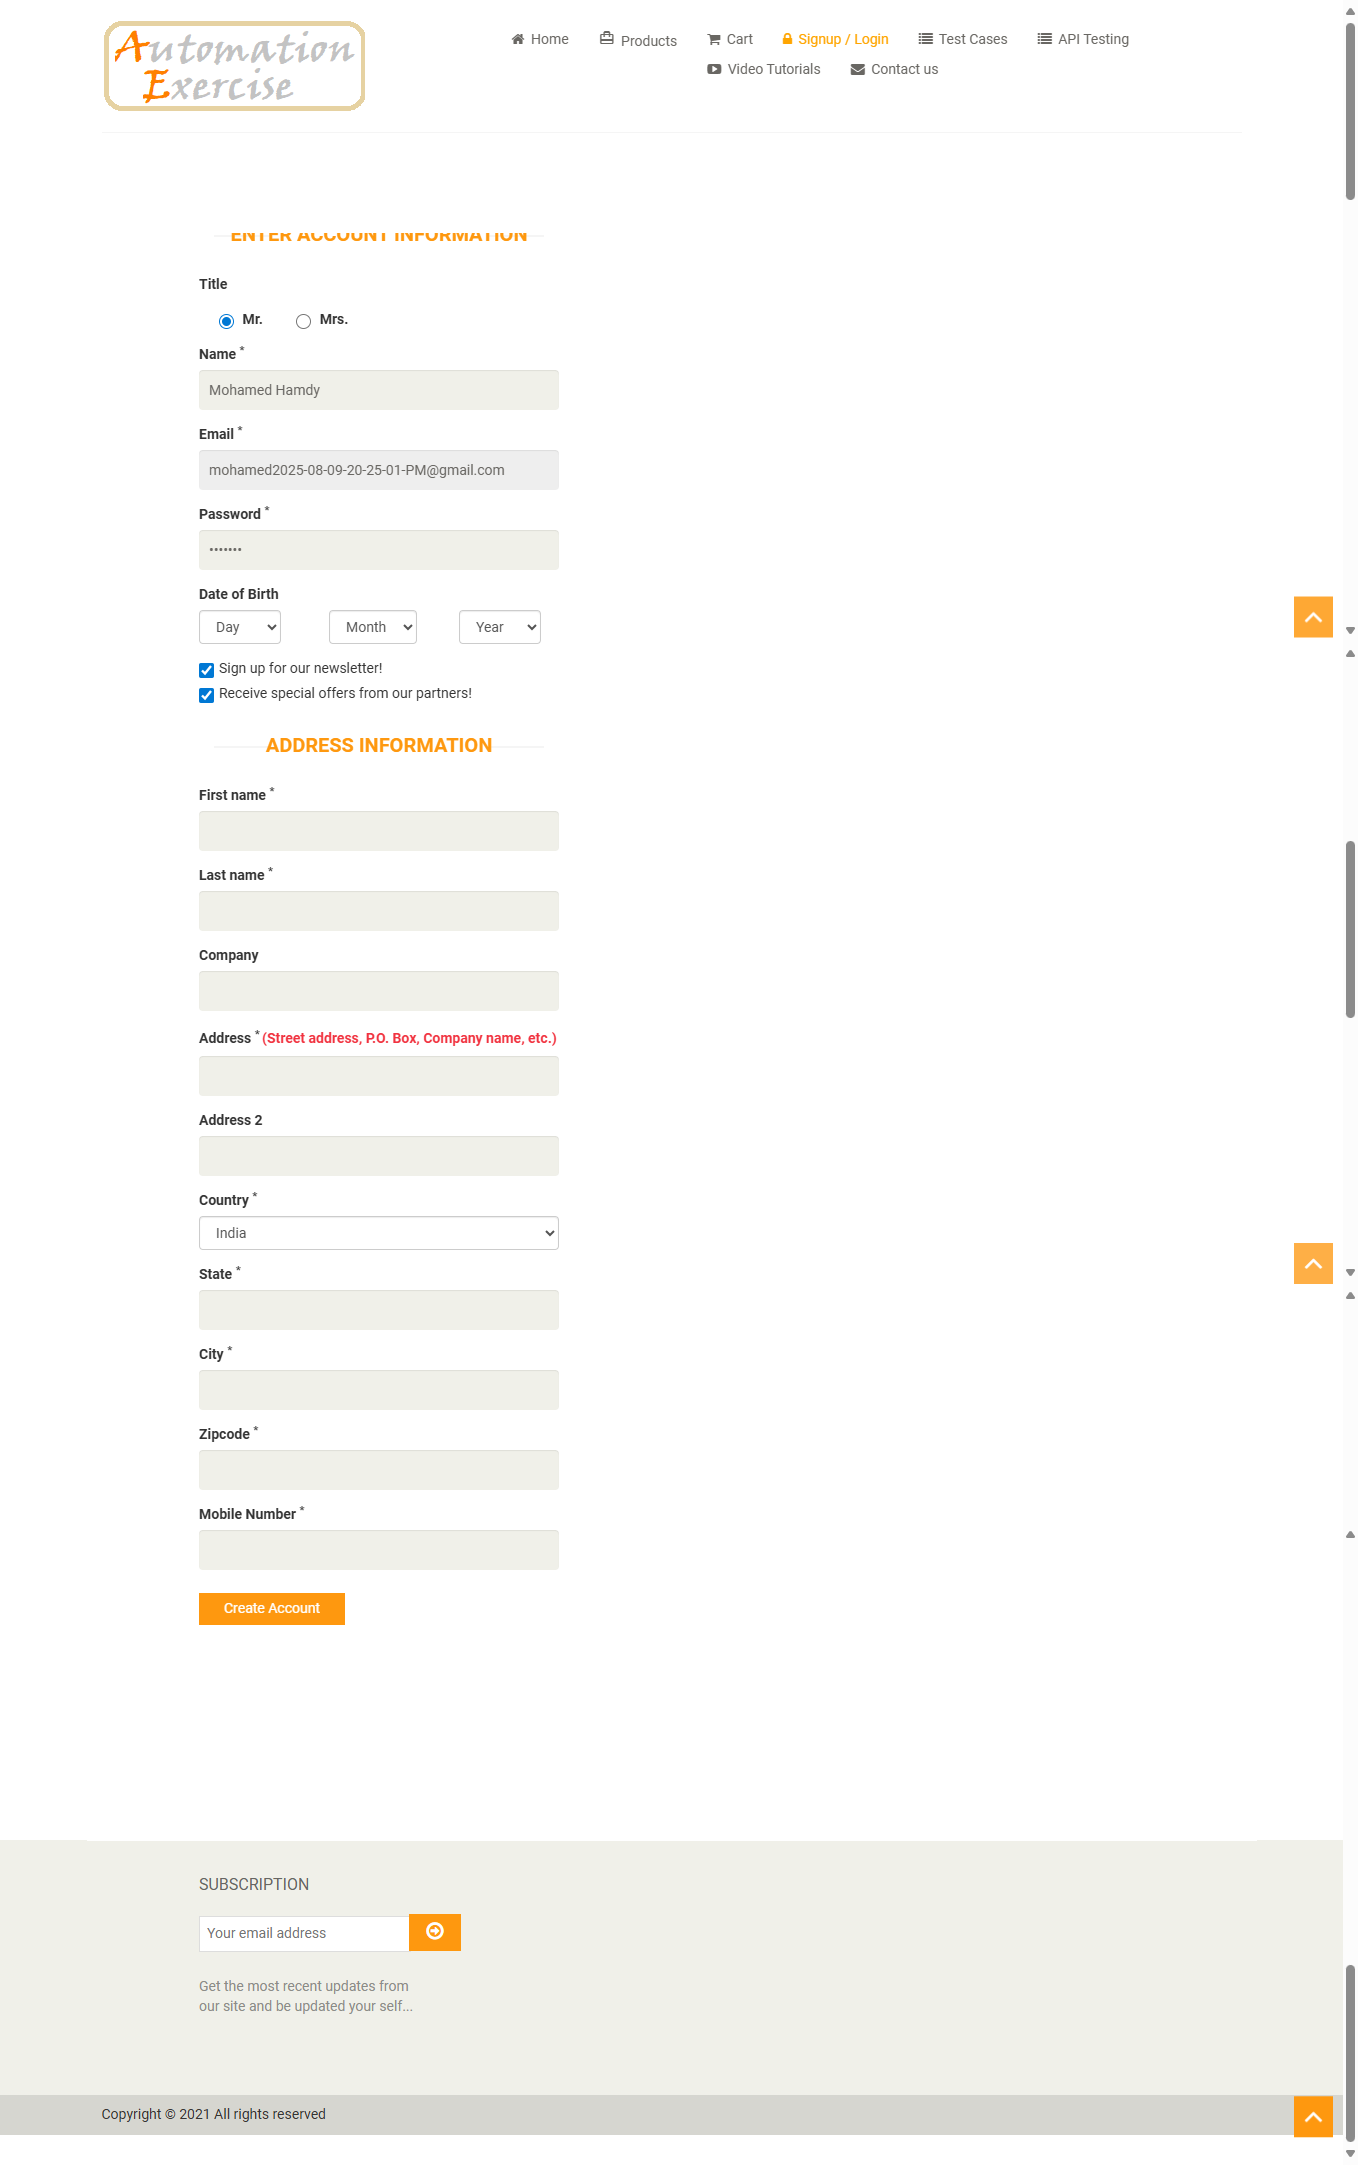 Automation
Exercise
Home Products Cart Signup / Login Test Cases API Testing
Video Tutorials Contact us
ENTER ACCOUNT INFORMATION
Title
Mr. Mrs.
Name *
Mohamed Hamdy
Email *
mohamed2025-08-09-20-25-01-PM@gmail.com
Password *
•••••••
Date of Birth
Day Month Year
Sign up for our newsletter!
Receive special offers from our partners!
ADDRESS INFORMATION
First name *
Last name *
Company
Address * (Street address, P.O. Box, Company name, etc.)
Address 2
Country *
India
State *
City *
Zipcode *
Mobile Number *
Create Account
SUBSCRIPTION
Your email address
Get the most recent updates from
our site and be updated your self...
Copyright © 2021 All rights reserved